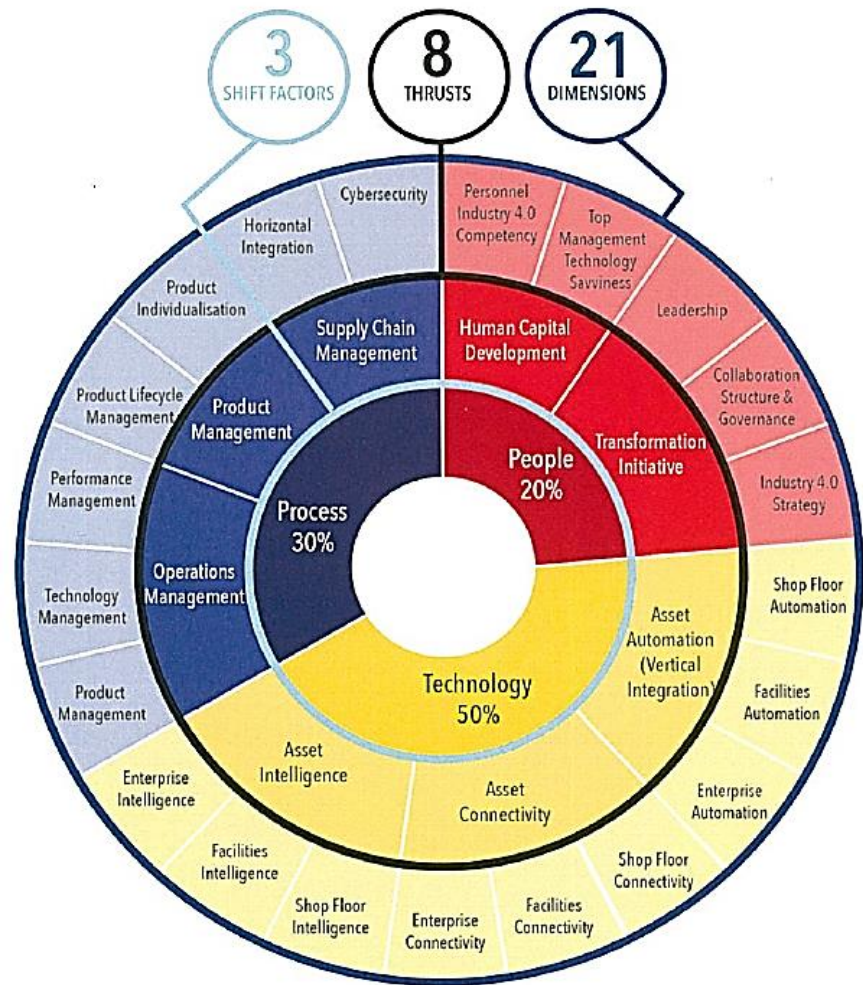 3
SHIFT FACTORS
8
THRUSTS
21
DIMENSIONS
Cybersecurity
Horizontal
Integration
Product
Individualisation
Product Lifecycle
Management
Performance
Management
Technology
Management
Product
Management
Personnel
Industry 4.0
Competency
Top
Management
Technology
Savviness
Leadership
Collaboration
Structure &
Governance
Industry 4.0
Strategy
Shop Floor
Automation
Facilities
Automation
Enterprise
Automation
Shop Floor
Connectivity
Facilities
Connectivity
Enterprise
Connectivity
Shop Floor
Intelligence
Facilities
Intelligence
Enterprise
Intelligence
Supply Chain
Management
Product
Management
Operations
Management
Human Capital
Development
Transformation
Initiative
Asset
Automation
(Vertical
Integration)
Asset
Connectivity
Asset
Intelligence
Process
30%
People
20%
Technology
50%